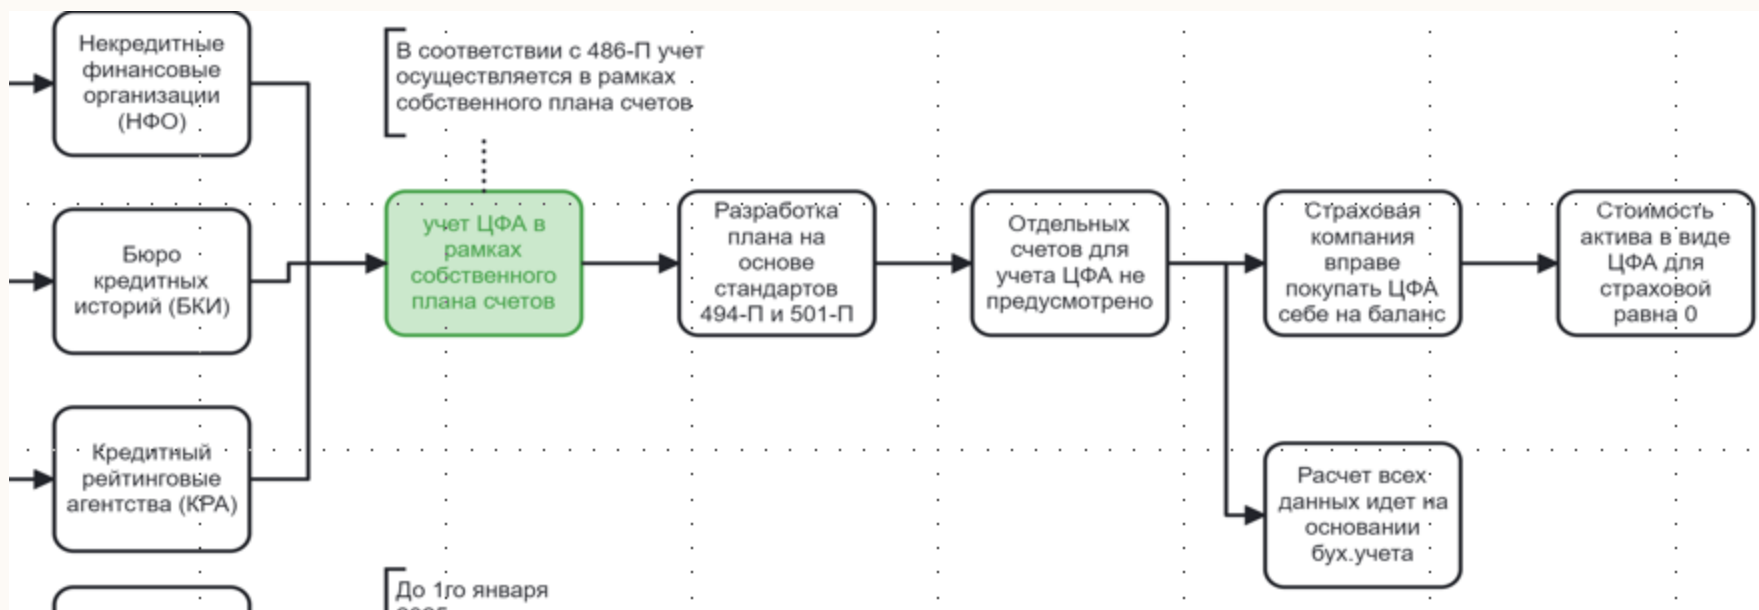 Некредитные
финансовые
организации
(НФО)
В соответствии с 486-П учет
осуществляется в рамках
собственного плана счетов
Бюро
кредитных
историй (БКИ)
учет ЦФА в
рамках
собственного
плана счетов
Разработка
плана на
основе
стандартов
494-П и 501-П
Отдельных
счетов для
учета ЦФА не
предусмотрено
Страховая
компания
вправе
покупать ЦФА
себе на баланс
Стоимость
актива в виде
ЦФА для
страховой
равна 0
Кредитный
рейтинговые
агентства (КРА)
Расчет всех
данных идет на
основании
бух.учета
До 1го января